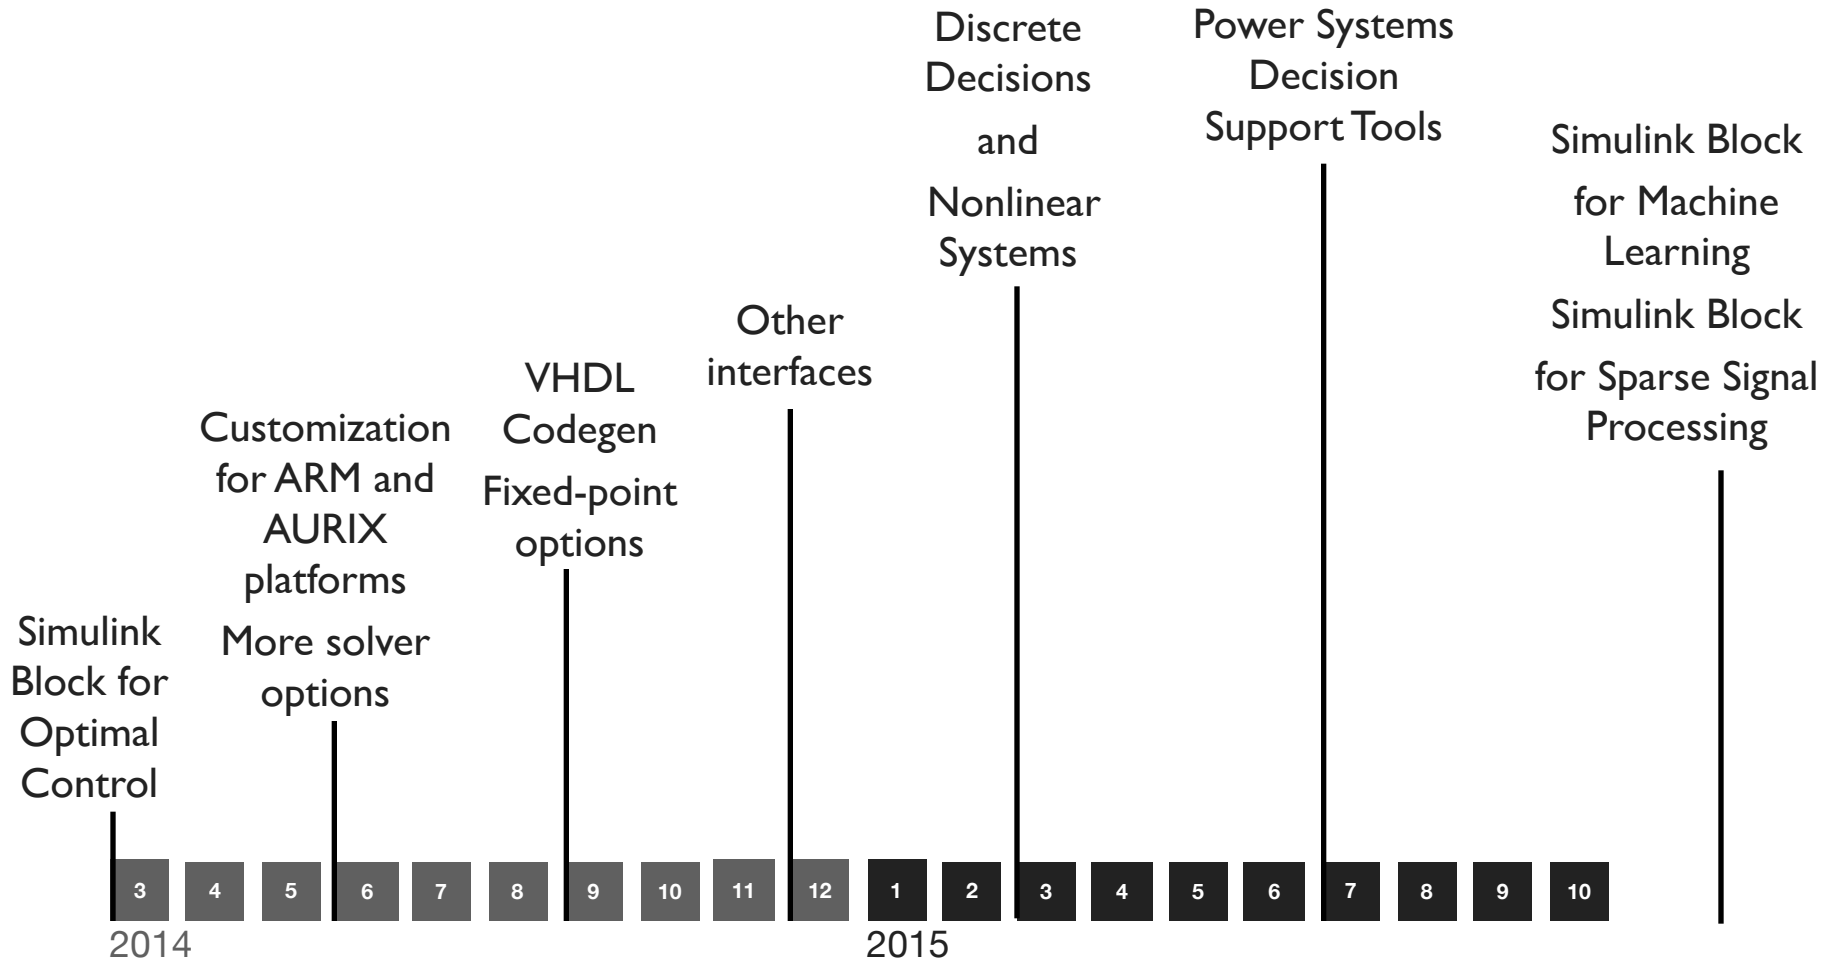 Simulink
Block for
Optimal
Control
Customization
for ARM and
AURIX
platforms
More solver
options
VHDL
Codegen
Fixed-point
options
Other
interfaces
Discrete
Decisions
and
Nonlinear
Systems
Power Systems
Decision
Support Tools
Simulink Block
for Machine
Learning
Simulink Block
for Sparse Signal
Processing
3 4 5 6 7 8 9 10 11 12 1 2 3 4 5 6 7 8 9 10
2014 2015